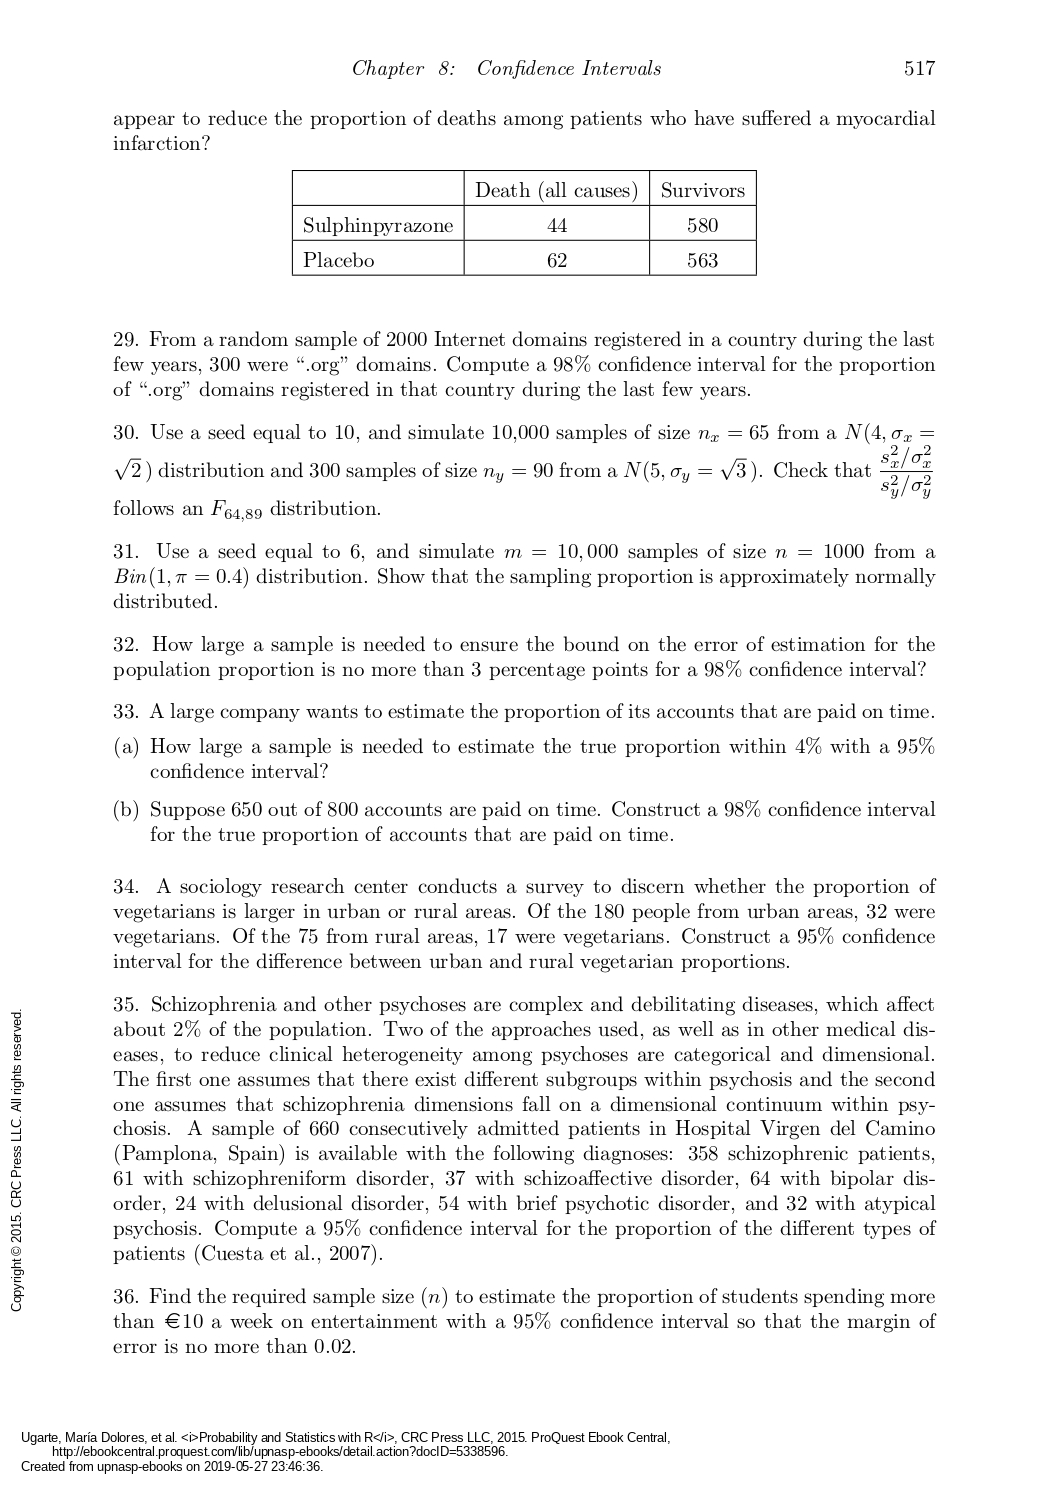 Chapter 8: Confidence Intervals 517
appear to reduce the proportion of deaths among patients who have suffered a myocardial
infarction?
Death (all causes) Survivors
Sulphinpyrazone 44 580
Placebo 62 563
29. From a random sample of 2000 Internet domains registered in a country during the last
few years, 300 were “.org” domains. Compute a 98% confidence interval for the proportion
of “.org” domains registered in that country during the last few years.
30. Use a seed equal to 10, and simulate 10,000 samples of size nₓ = 65 from a N(4, σₓ =
√2) distribution and 300 samples of size n_y = 90 from a N(5, σ_y = √3). Check that (s²ₓ/σ²ₓ)/(s²_y/σ²_y)
follows an F₆₄,₈₉ distribution.
31. Use a seed equal to 6, and simulate m = 10,000 samples of size n = 1000 from a
Bin(1, π = 0.4) distribution. Show that the sampling proportion is approximately normally
distributed.
32. How large a sample is needed to ensure the bound on the error of estimation for the
population proportion is no more than 3 percentage points for a 98% confidence interval?
33. A large company wants to estimate the proportion of its accounts that are paid on time.
(a) How large a sample is needed to estimate the true proportion within 4% with a 95%
confidence interval?
(b) Suppose 650 out of 800 accounts are paid on time. Construct a 98% confidence interval
for the true proportion of accounts that are paid on time.
34. A sociology research center conducts a survey to discern whether the proportion of
vegetarians is larger in urban or rural areas. Of the 180 people from urban areas, 32 were
vegetarians. Of the 75 from rural areas, 17 were vegetarians. Construct a 95% confidence
interval for the difference between urban and rural vegetarian proportions.
35. Schizophrenia and other psychoses are complex and debilitating diseases, which affect
about 2% of the population. Two of the approaches used, as well as in other medical dis-
eases, to reduce clinical heterogeneity among psychoses are categorical and dimensional.
The first one assumes that there exist different subgroups within psychosis and the second
one assumes that schizophrenia dimensions fall on a dimensional continuum within psy-
chosis. A sample of 660 consecutively admitted patients in Hospital Virgen del Camino
(Pamplona, Spain) is available with the following diagnoses: 358 schizophrenic patients,
61 with schizophreniform disorder, 37 with schizoaffective disorder, 64 with bipolar dis-
order, 24 with delusional disorder, 54 with brief psychotic disorder, and 32 with atypical
psychosis. Compute a 95% confidence interval for the proportion of the different types of
patients (Cuesta et al., 2007).
36. Find the required sample size (n) to estimate the proportion of students spending more
than €10 a week on entertainment with a 95% confidence interval so that the margin of
error is no more than 0.02.
Copyright © 2015. CRC Press LLC. All rights reserved.
Ugarte, María Dolores, et al. <i>Probability and Statistics with R</i>, CRC Press LLC, 2015. ProQuest Ebook Central,
http://ebookcentral.proquest.com/lib/upnasp-ebooks/detail.action?docID=5338596.
Created from upnasp-ebooks on 2019-05-27 23:46:36.